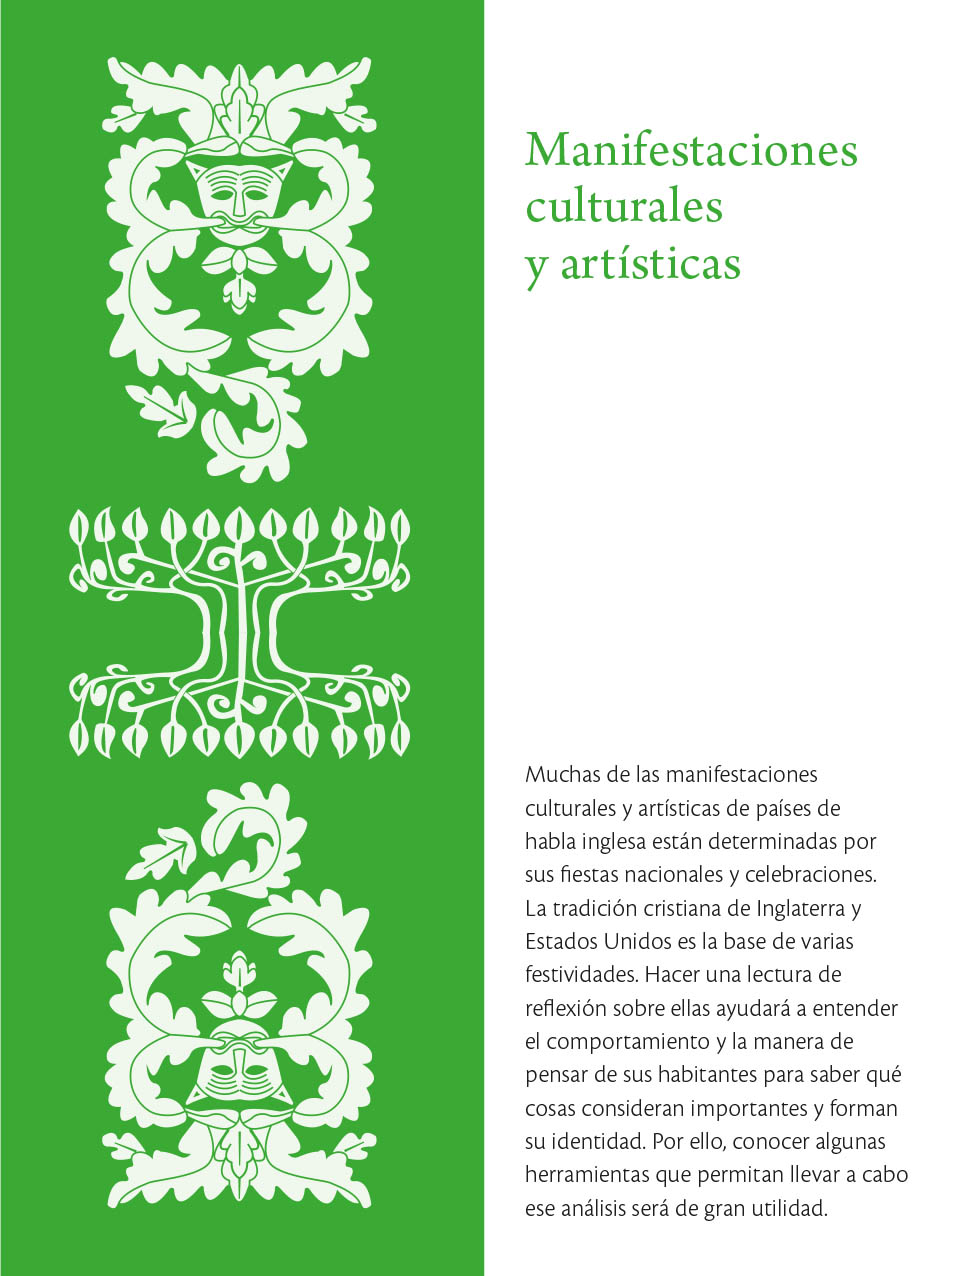 Manifestaciones
culturales
y artísticas
Muchas de las manifestaciones
culturales y artísticas de países de
habla inglesa están determinadas por
sus fiestas nacionales y celebraciones.
La tradición cristiana de Inglaterra y
Estados Unidos es la base de varias
festividades. Hacer una lectura de
reflexión sobre ellas ayudará a entender
el comportamiento y la manera de
pensar de sus habitantes para saber qué
cosas consideran importantes y forman
su identidad. Por ello, conocer algunas
herramientas que permitan llevar a cabo
ese análisis será de gran utilidad.